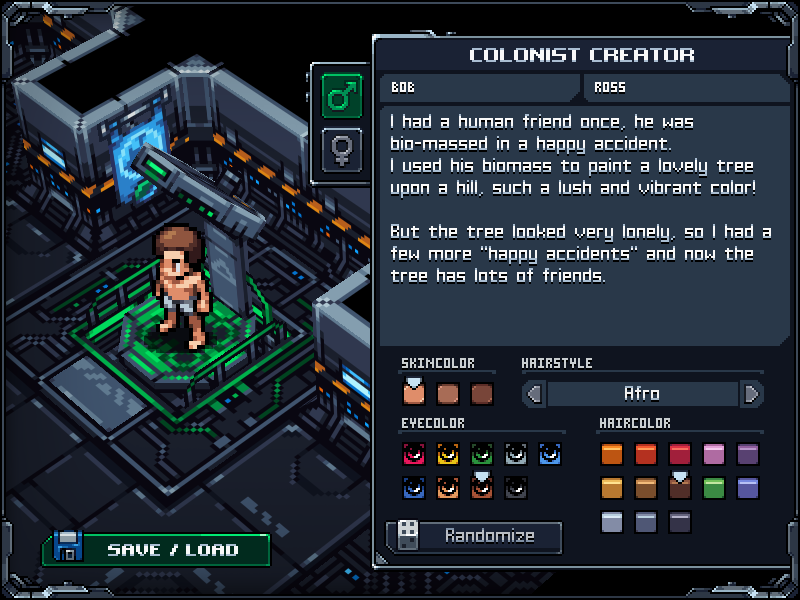 COLONIST CREATOR
BOB
ROSS
I had a human friend once, he was
bio-massed in a happy accident.
I used his biomass to paint a lovely tree
upon a hill, such a lush and vibrant color!
But the tree looked very lonely, so I had a
few more "happy accidents" and now the
tree has lots of friends.
SKINCOLOR
HAIRSTYLE
Afro
EYECOLOR
HAIRCOLOR
Randomize
SAVE / LOAD